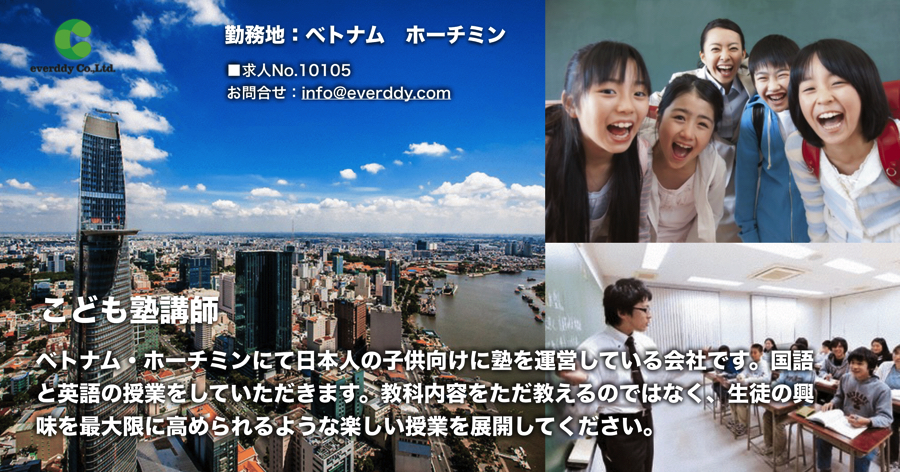 everddy Co.,Ltd.
勤務地：ベトナム　ホーチミン
■求人No.10105
お問合せ：info@everddy.com
こども塾講師
ベトナム・ホーチミンにて日本人の子供向けに塾を運営している会社です。国語
と英語の授業をしていただきます。教科内容をただ教えるのではなく、生徒の興
味を最大限に高められるような楽しい授業を展開してください。